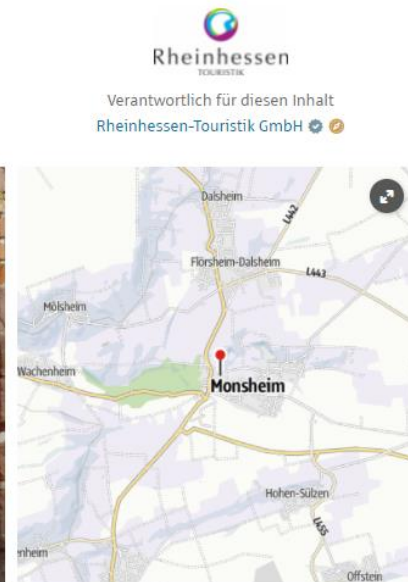 Rheinhessen
TOURISTIK
Verantwortlich für diesen Inhalt
Rheinhessen-Touristik GmbH
Dalsheim
L442
Flörsheim-Dalsheim
L443
Mölsheim
Wachenheim
Monsheim
Hohen-Sülzen
L455
enheim
Offstein